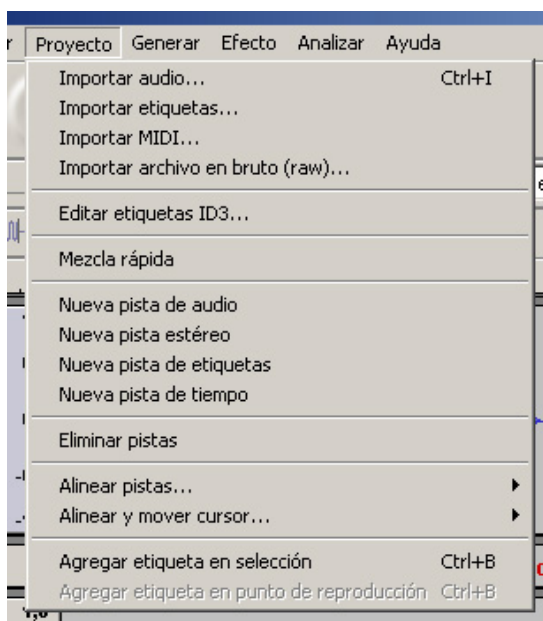 r Proyecto Generar Efecto Analizar Ayuda
Importar audio... Ctrl+I
Importar etiquetas...
Importar MIDI...
Importar archivo en bruto (raw)...
Editar etiquetas ID3...
Mezcla rápida
Nueva pista de audio
Nueva pista estéreo
Nueva pista de etiquetas
Nueva pista de tiempo
Eliminar pistas
Alinear pistas...
Alinear y mover cursor...
Agregar etiqueta en selección Ctrl+B
Agregar etiqueta en punto de reproducción Ctrl+B
1,0